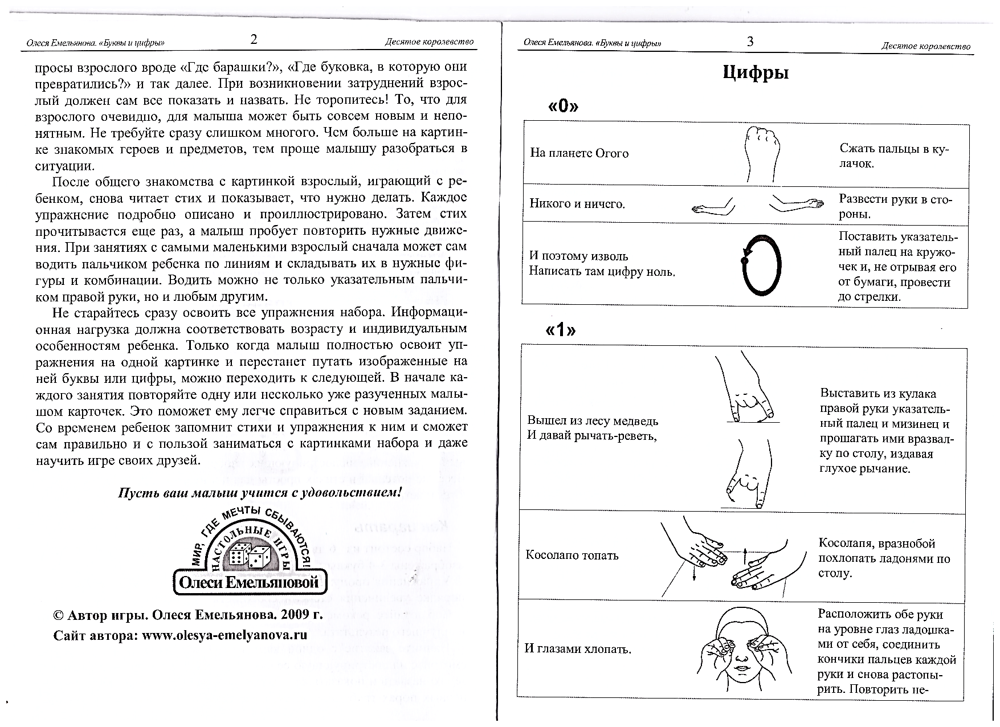 Олеся Емельянова. «Буквы и цифры»
2
Десятое королевство
просы взрослого вроде «Где барашки?», «Где буковка, в которую они
превратились?» и так далее. При возникновении затруднений взрос-
лый должен сам все показать и назвать. Не торопитесь! То, что для
взрослого очевидно, для малыша может быть совсем новым и непо-
нятным. Не требуйте сразу слишком многого. Чем больше на картин-
ке знакомых героев и предметов, тем проще малышу разобраться в
ситуации.
После общего знакомства с картинкой взрослый, играющий с ре-
бенком, снова читает стих и показывает, что нужно делать. Каждое
упражнение подробно описано и проиллюстрировано. Затем стих
прочитывается еще раз, а малыш пробует повторить нужные движе-
ния. При занятиях с самыми маленькими взрослый сначала может сам
водить пальчиком ребенка по линиям и складывать их в нужные фи-
гуры и комбинации. Водить можно не только указательным пальчи-
ком правой руки, но и любым другим.
Не старайтесь сразу освоить все упражнения набора. Информаци-
онная нагрузка должна соответствовать возрасту и индивидуальным
особенностям ребенка. Только когда малыш полностью освоит уп-
ражнения на одной картинке и перестанет путать изображенные на
ней буквы или цифры, можно переходить к следующей. В начале ка-
ждого занятия повторяйте одну или несколько уже разученных малы-
шом карточек. Это поможет ему легче справиться с новым заданием.
Со временем ребенок запомнит стихи и упражнения к ним и сможет
сам правильно и с пользой заниматься с картинками набора и даже
научить игре своих друзей.
Пусть ваш малыш учится с удовольствием!
МИР, ГДЕ МЕЧТЫ СБЫВАЮТСЯ!
НАСТОЛЬНЫЕ ИГРЫ
Олеси Емельяновой
© Автор игры. Олеся Емельянова. 2009 г.
Сайт автора: www.olesya-emelyanova.ru
Олеся Емельянова. «Буквы и цифры»
3
Десятое королевство
Цифры
«0»
На планете Огого
Сжать пальцы в ку-
лачок.
Никого и ничего.
Развести руки в сто-
роны.
И поэтому изволь
Написать там цифру ноль.
Поставить указатель-
ный палец на кружо-
чек и, не отрывая его
от бумаги, провести
до стрелки.
«1»
Вышел из лесу медведь
И давай рычать-реветь,
Выставить из кулака
правой руки указатель-
ный палец и мизинец и
прошагать ими вразвал-
ку по столу, издавая
глухое рычание.
Косолапо топать
Косолапя, вразнобой
похлопать ладонями по
столу.
И глазами хлопать.
Расположить обе руки
на уровне глаз ладошка-
ми от себя, соединить
кончики пальцев каждой
руки и снова растопы-
рить. Повторить не-